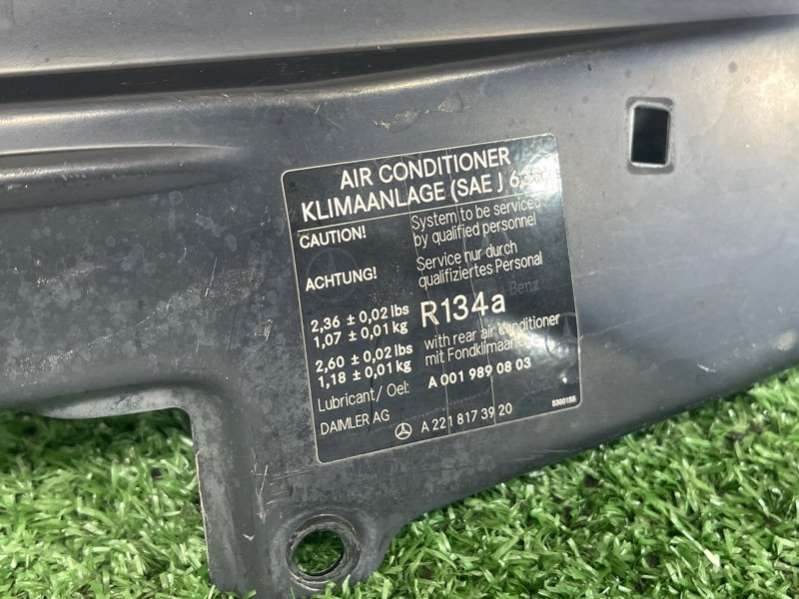 AIR CONDITIONER
KLIMAANLAGE (SAE J
CAUTION!
System to be serviced
by qualified personnel
ACHTUNG!
Service nur durch
qualifiziertes Personal
2,36 ± 0,02 lbs
1,07 ± 0,01 kg
R134a
2,60 ± 0,02 lbs
1,18 ± 0,01 kg
with rear air conditioner
mit
Lubricant/ Oel:
A 001 989 08 03
DAIMLER AG
A 221 817 39 20